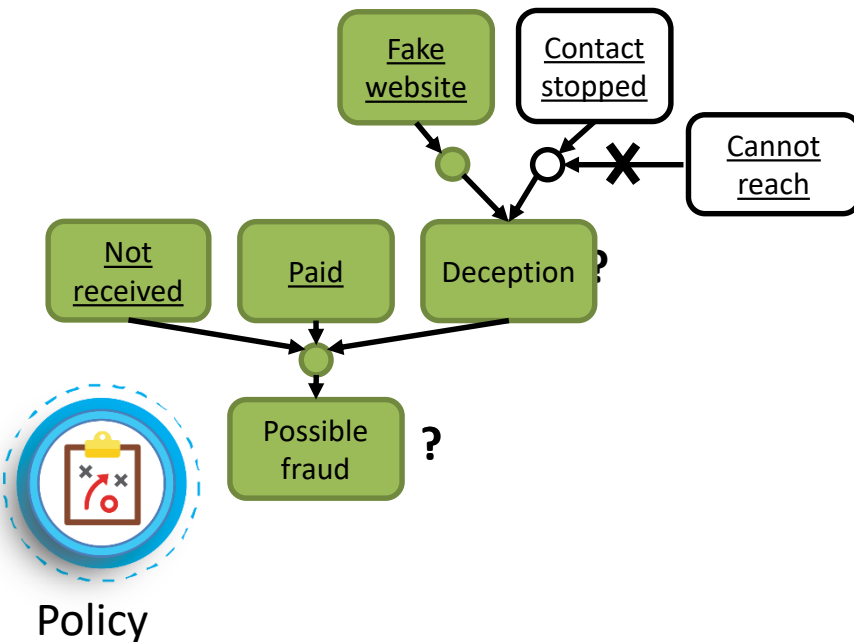 Fake
website
Contact
stopped
Cannot
reach
Not
received
Paid
Deception
?
Possible
fraud
?
Policy